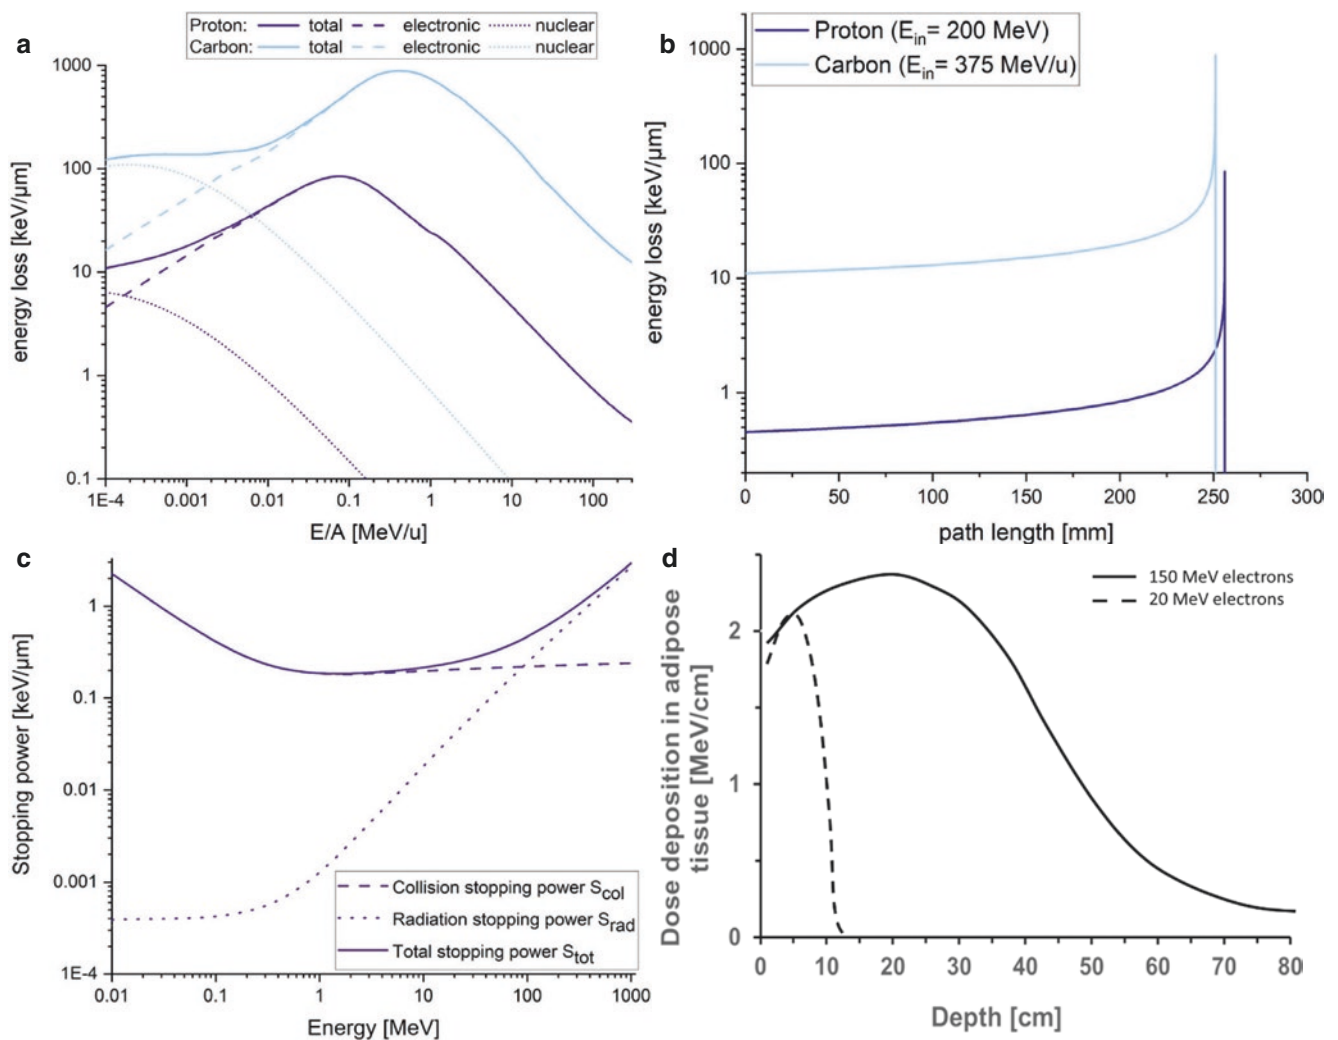 a
Proton: total electronic nuclear
Carbon: total electronic nuclear
1000
100
10
1
0.1
energy loss [keV/µm]
1E-4 0.001 0.01 0.1 1 10 100
E/A [MeV/u]
b
Proton (E_in= 200 MeV)
Carbon (E_in= 375 MeV/u)
1000
100
10
1
energy loss [keV/µm]
0 50 100 150 200 250 300
path length [mm]
c
1
0.1
0.01
0.001
1E-4
Stopping power [keV/µm]
Collision stopping power S_col
Radiation stopping power S_rad
Total stopping power S_tot
0.01 0.1 1 10 100 1000
Energy [MeV]
d
150 MeV electrons
20 MeV electrons
2
1
0
Dose deposition in adipose
tissue [MeV/cm]
0 10 20 30 40 50 60 70 80
Depth [cm]